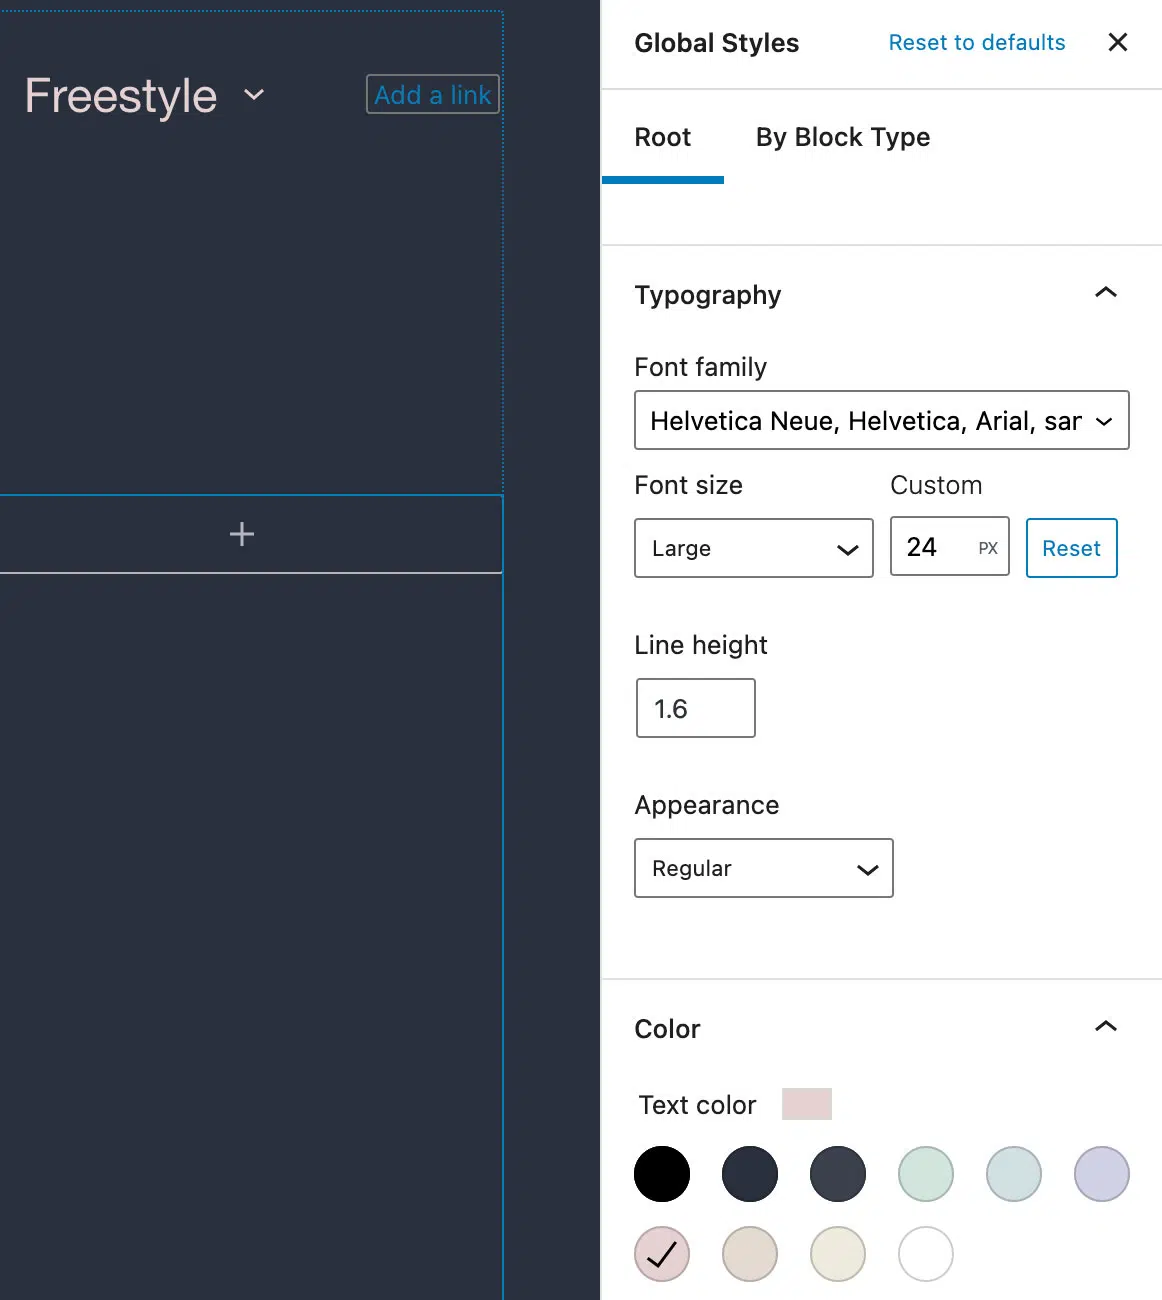 Freestyle
Add a link
Global Styles
Reset to defaults
Root
By Block Type
Typography
Font family
Helvetica Neue, Helvetica, Arial, sar
Font size
Custom
Large
24 PX
Reset
Line height
1.6
Appearance
Regular
Color
Text color